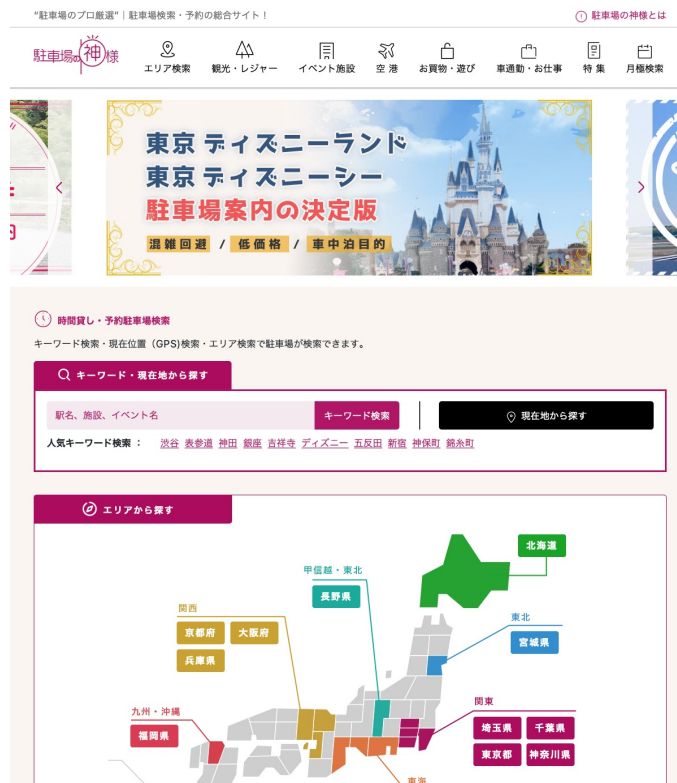 “駐車場のプロ厳選”｜駐車場検索・予約の総合サイト！
駐車場の神様とは
駐車場の神様
エリア検索
観光・レジャー
イベント施設
空 港
お買物・遊び
車通勤・お仕事
特 集
月極検索
東京 ディズニーランド
東京 ディズニーシー
駐車場案内の決定版
混雑回避 / 低価格 / 車中泊目的
時間貸し・予約駐車場検索
キーワード検索・現在位置（GPS)検索・エリア検索で駐車場が検索できます。
キーワード・現在地から探す
駅名、施設、イベント名
キーワード検索
現在地から探す
人気キーワード検索 ： 渋谷 表参道 神田 銀座 吉祥寺 ディズニー 五反田 新宿 神保町 錦糸町
エリアから探す
北海道
甲信越・東北
長野県
関西
京都府 大阪府
兵庫県
東北
宮城県
九州・沖縄
福岡県
関東
埼玉県 千葉県
東京都 神奈川県
東海